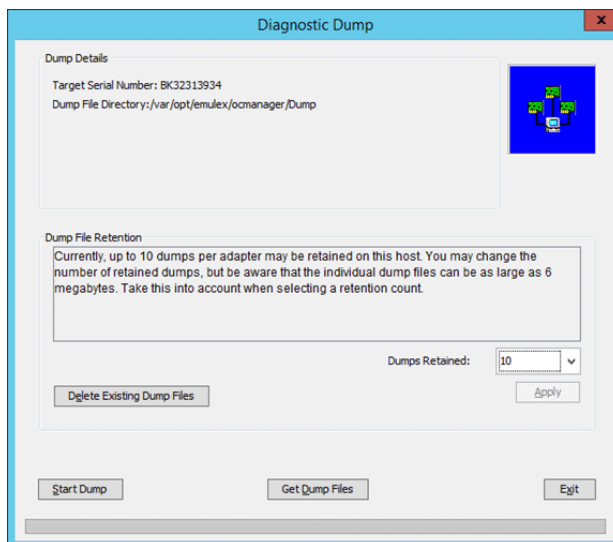 Diagnostic Dump
x
Dump Details
Target Serial Number: BK32313934
Dump File Directory:/var/opt/emulex/ocmanager/Dump
Dump File Retention
Currently, up to 10 dumps per adapter may be retained on this host. You may change the
number of retained dumps, but be aware that the individual dump files can be as large as 6
megabytes. Take this into account when selecting a retention count.
Dumps Retained: 10
Delete Existing Dump Files
Apply
Start Dump Get Dump Files Exit